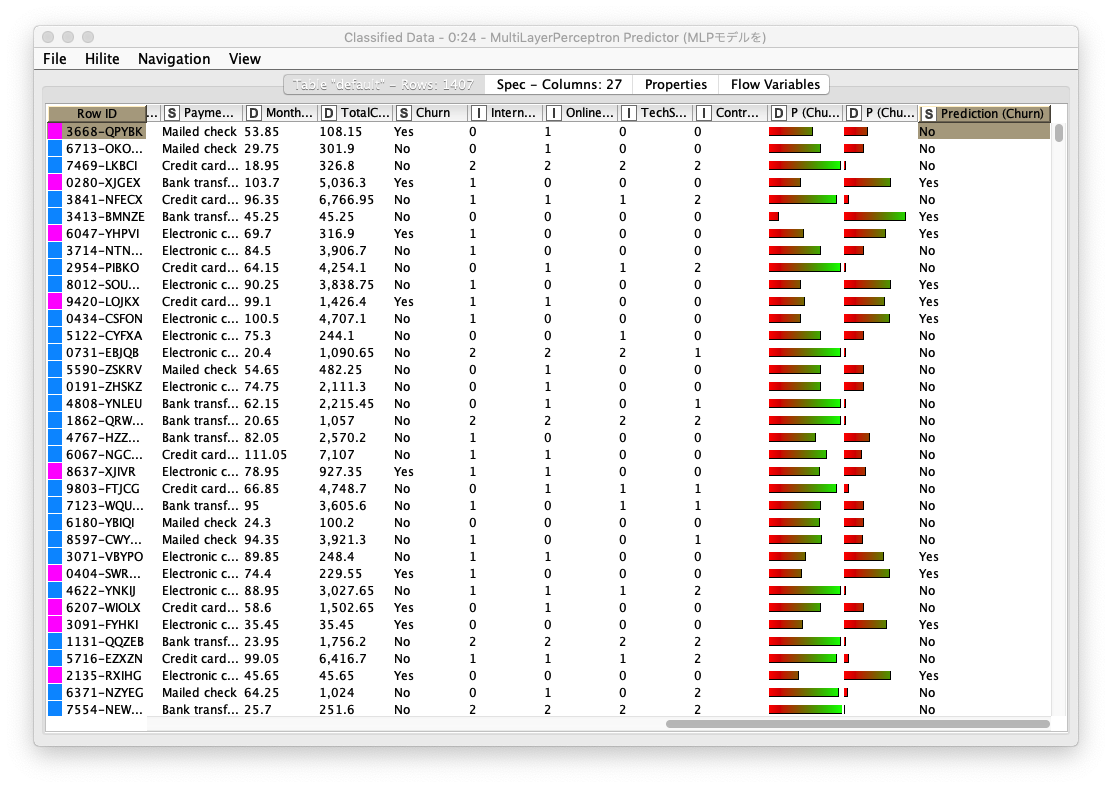 Classified Data - 0:24 - MultiLayerPerceptron Predictor (MLPモデルを)
File Hilite Navigation View
Table "default" - Rows: 1407 Spec - Columns: 27 Properties Flow Variables
Row ID ... S Payme... D Month... D TotalC... S Churn I Intern... I Online... I TechS... I Contr... D P (Chu... D P (Chu... S Prediction (Churn)
3668-QPYBK Mailed check 53.85 108.15 Yes 0 1 0 0 No
6713-OKO... Mailed check 29.75 301.9 No 0 1 0 0 No
7469-LKBCI Credit card... 18.95 326.8 No 2 2 2 2 No
0280-XJGEX Bank transf... 103.7 5,036.3 Yes 1 0 0 0 Yes
3841-NFECX Credit card... 96.35 6,766.95 No 1 1 1 2 No
3413-BMNZE Bank transf... 45.25 45.25 No 0 0 0 0 Yes
6047-YHPVI Electronic c... 69.7 316.9 Yes 1 0 0 0 Yes
3714-NTN... Electronic c... 84.5 3,906.7 No 1 0 0 0 No
2954-PIBKO Credit card... 64.15 4,254.1 No 0 1 1 2 No
8012-SOU... Electronic c... 90.25 3,838.75 No 1 0 0 0 Yes
9420-LOJKX Credit card... 99.1 1,426.4 Yes 1 1 0 0 Yes
0434-CSFON Electronic c... 100.5 4,707.1 No 1 0 0 0 Yes
5122-CYFXA Electronic c... 75.3 244.1 No 0 0 1 0 No
0731-EBJQB Electronic c... 20.4 1,090.65 No 2 2 2 1 No
5590-ZSKRV Mailed check 54.65 482.25 No 0 1 0 0 No
0191-ZHSKZ Electronic c... 74.75 2,111.3 No 0 1 0 0 No
4808-YNLEU Bank transf... 62.15 2,215.45 No 0 1 0 1 No
1862-QRW... Bank transf... 20.65 1,057 No 2 2 2 2 No
4767-HZZ... Bank transf... 82.05 2,570.2 No 1 0 0 0 No
6067-NGC... Credit card... 111.05 7,107 No 1 1 0 0 No
8637-XJIVR Electronic c... 78.95 927.35 Yes 1 1 0 0 No
9803-FTJCG Credit card... 66.85 4,748.7 No 0 1 1 1 No
7123-WQU... Bank transf... 95 3,605.6 No 1 0 1 1 No
6180-YBIQI Mailed check 24.3 100.2 No 0 0 0 0 No
8597-CWY... Mailed check 94.35 3,921.3 No 1 0 0 1 No
3071-VBYPO Electronic c... 89.85 248.4 No 1 0 0 0 Yes
0404-SWR... Electronic c... 74.4 229.55 Yes 1 0 0 0 Yes
4622-YNKIJ Electronic c... 88.95 3,027.65 No 1 1 1 2 No
6207-WIOLX Credit card... 58.6 1,502.65 Yes 0 1 0 0 No
3091-FYHKI Electronic c... 35.45 35.45 Yes 0 0 0 0 Yes
1131-QQZEB Bank transf... 23.95 1,756.2 No 2 2 2 2 No
5716-EZXZN Credit card... 99.05 6,416.7 No 1 1 1 2 No
2135-RXIHG Electronic c... 45.65 45.65 Yes 0 0 0 0 Yes
6371-NZYEG Mailed check 64.25 1,024 No 0 1 0 2 No
7554-NEW... Bank transf... 25.7 251.6 No 2 2 2 2 No